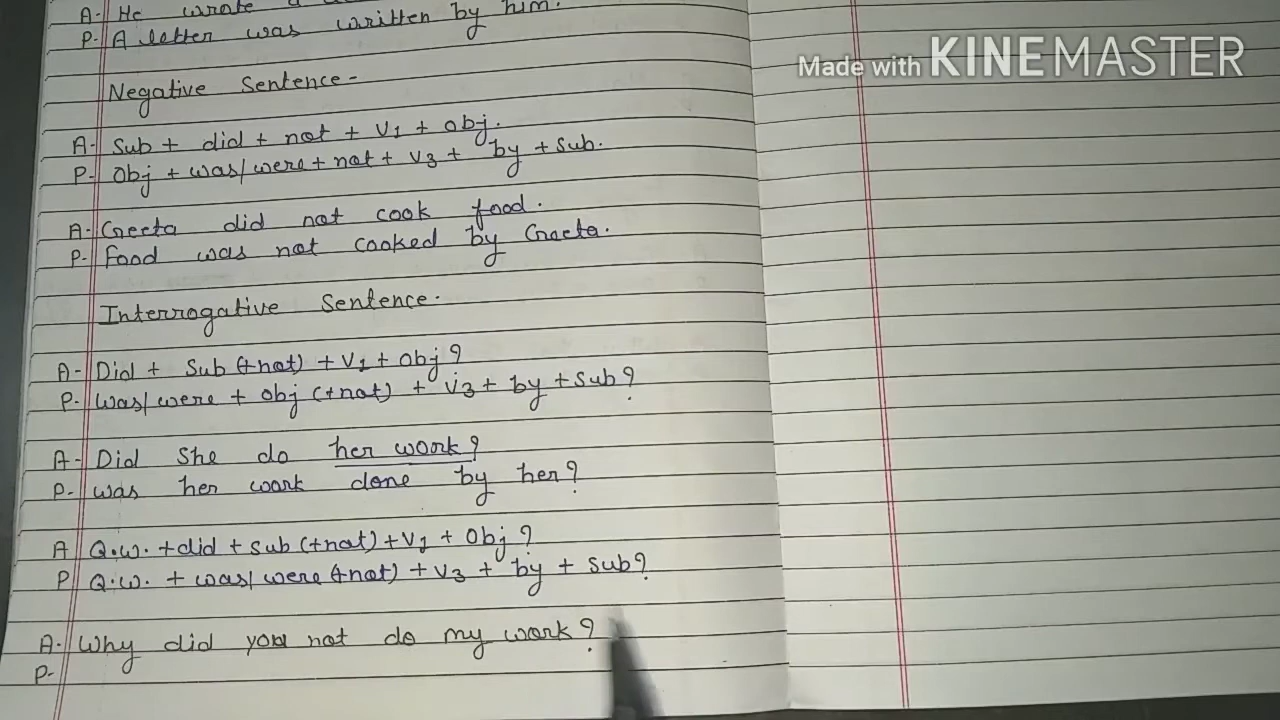 A- He wrote a
P- A letter was written by him.
Made with KINEMASTER
Negative Sentence-
A- Sub + did + not + V1 + obj.
P- Obj + was/were + not + V3 + by + sub.
A- Geeta did not cook food.
P- Food was not cooked by Geeta.
Interrogative Sentence.
A- Did + Sub (+not) + V1 + Obj?
P- Was/were + Obj (+not) + V3 + by + sub?
A- Did She do her work?
P- Was her work done by her?
A Q.w. + did + sub (+not) + V1 + Obj?
P Q.w. + was/were (+not) + V3 + by + sub?
A- Why did you not do my work?
P-